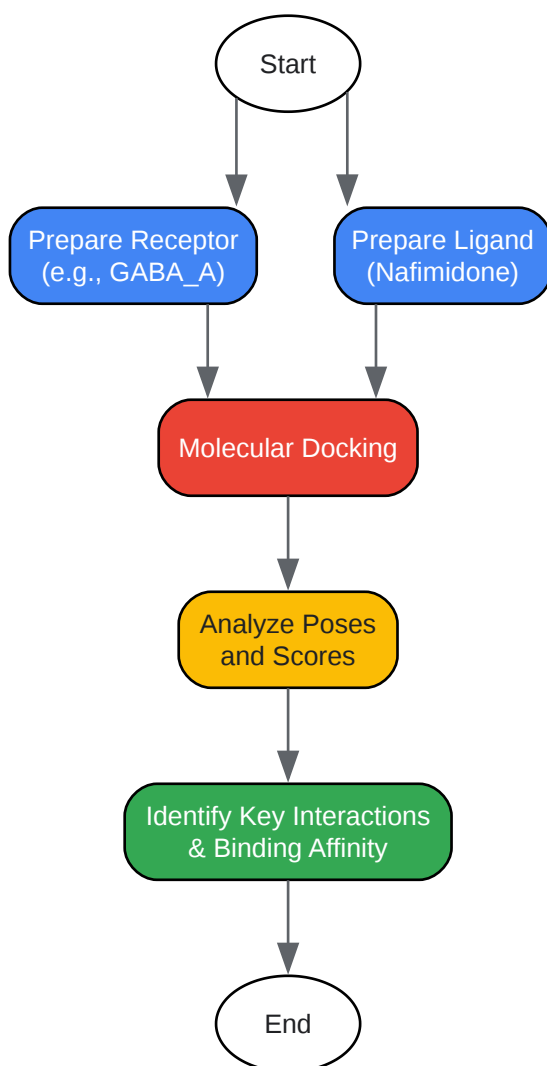 Start
Prepare Receptor
(e.g., GABA_A)
Prepare Ligand
(Nafimidone)
Molecular Docking
Analyze Poses
and Scores
Identify Key Interactions
& Binding Affinity
End